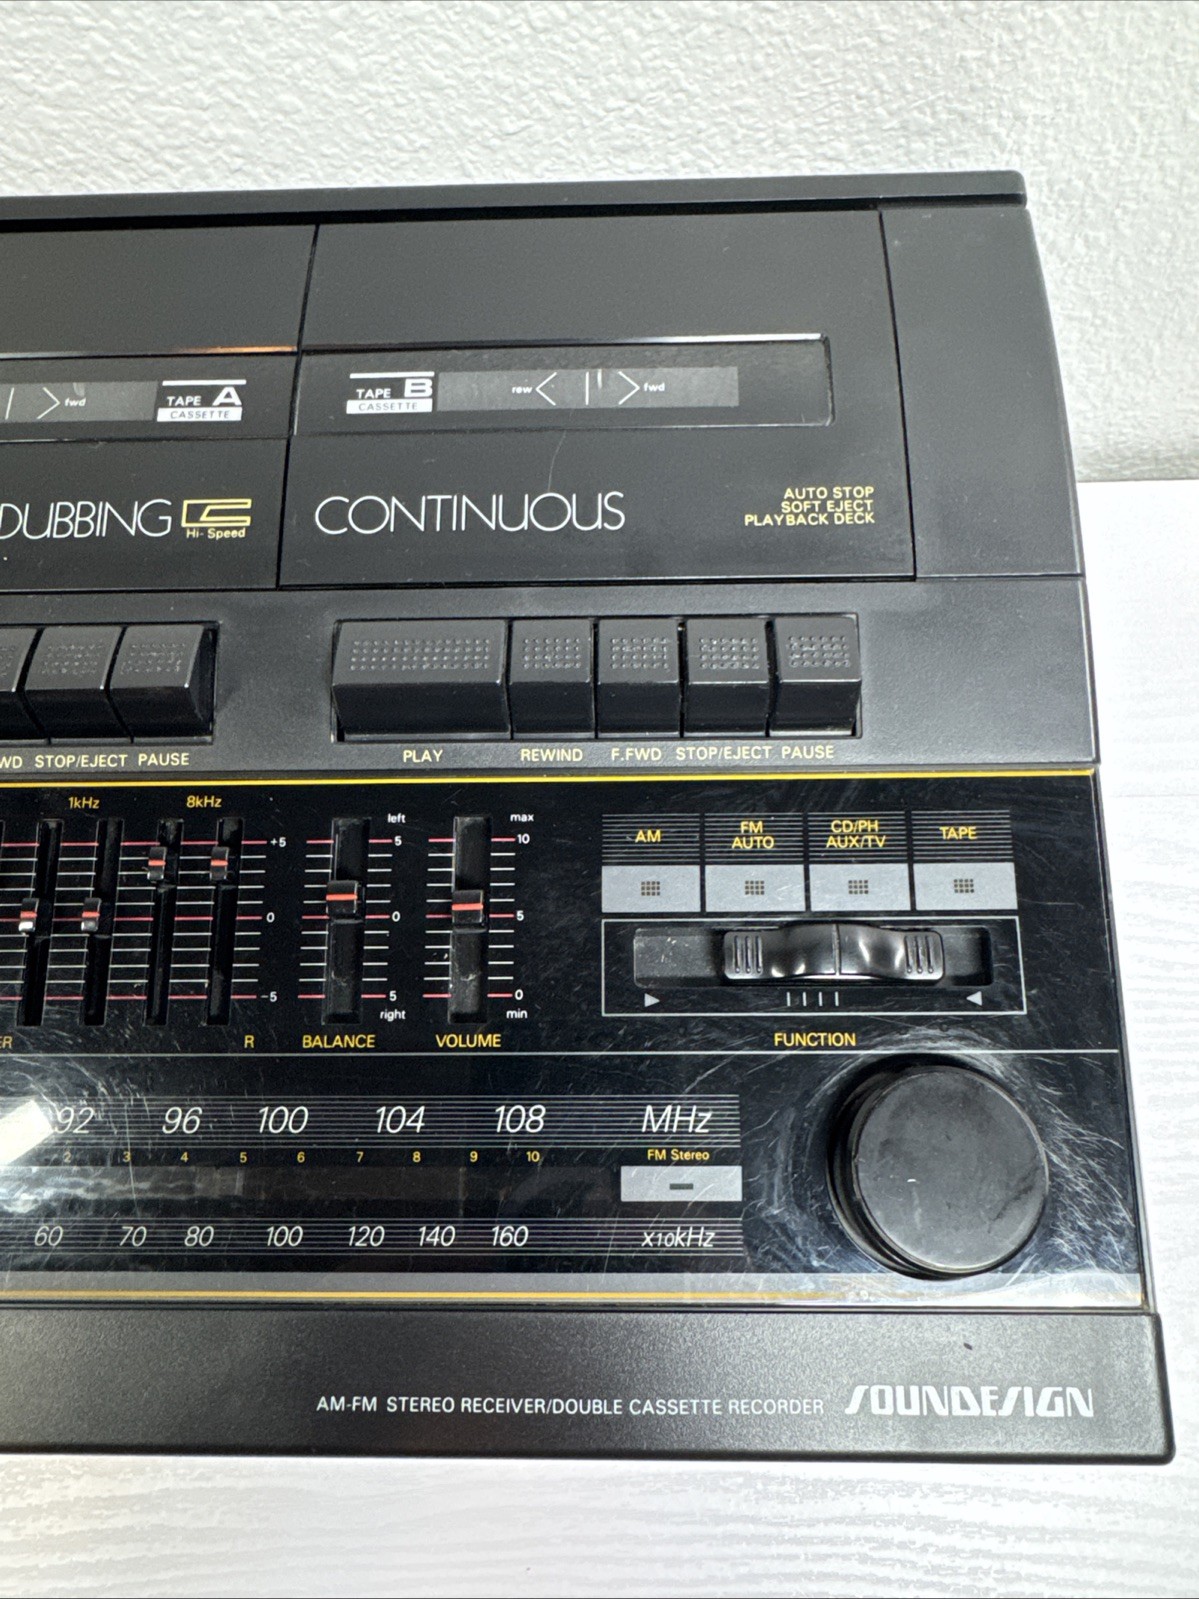 fwd
TAPE A
CASSETTE
TAPE B
CASSETTE
rew
fwd
DUBBING
Hi-Speed
CONTINUOUS
AUTO STOP
SOFT EJECT
PLAYBACK DECK
WD STOP/EJECT PAUSE
PLAY REWIND F.FWD STOP/EJECT PAUSE
1kHz 8kHz
+5
0
-5
ER R
left
5
0
5
right
BALANCE
max
10
5
0
min
VOLUME
AM
FM
AUTO
CD/PH
AUX/TV
TAPE
FUNCTION
92 96 100 104 108 MHz
2 3 4 5 6 7 8 9 10
FM Stereo
60 70 80 100 120 140 160 x10kHz
AM-FM STEREO RECEIVER/DOUBLE CASSETTE RECORDER SOUNDESIGN